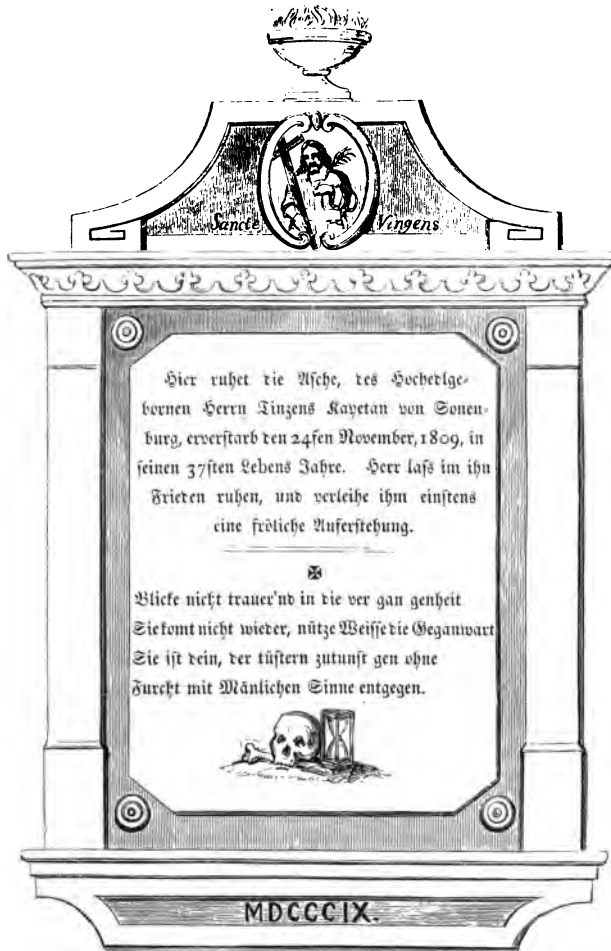 Sancte Vingens
Hier ruhet die Asche, des Hochedlge-
bornen Herrn Vinzens Kayetan von Sonen-
burg, erverstarb den 24sen November, 1809, in
seinen 37sten Lebens Jahre. Herr lass im ihn
Frieden ruhen, und verleihe ihm einstens
eine fröliche Auferstehung.
Blicke nicht trauer'nd in die ver gan genheit
Sie komt nicht wieder, nütze Weisse die Geganwart
Sie ist dein, der tüstern zutunft gen ohne
Furcht mit Mänlichen Sinne entgegen.
MDCCCIX.